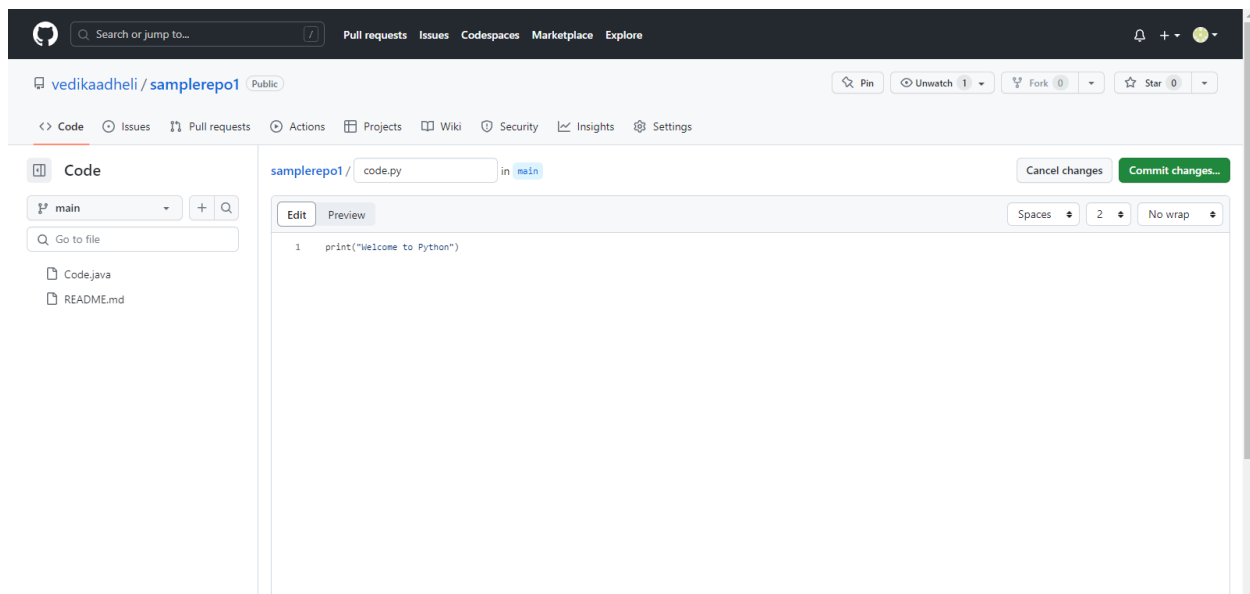 Search or jump to... / Pull requests Issues Codespaces Marketplace Explore
vedikaadheli / samplerepo1 Public Pin Unwatch 1 Fork 0 Star 0
<> Code Issues Pull requests Actions Projects Wiki Security Insights Settings
Code samplerepo1 / code.py in main Cancel changes Commit changes...
main Edit Preview Spaces 2 No wrap
Go to file 1 print("Welcome to Python")
Code.java
README.md